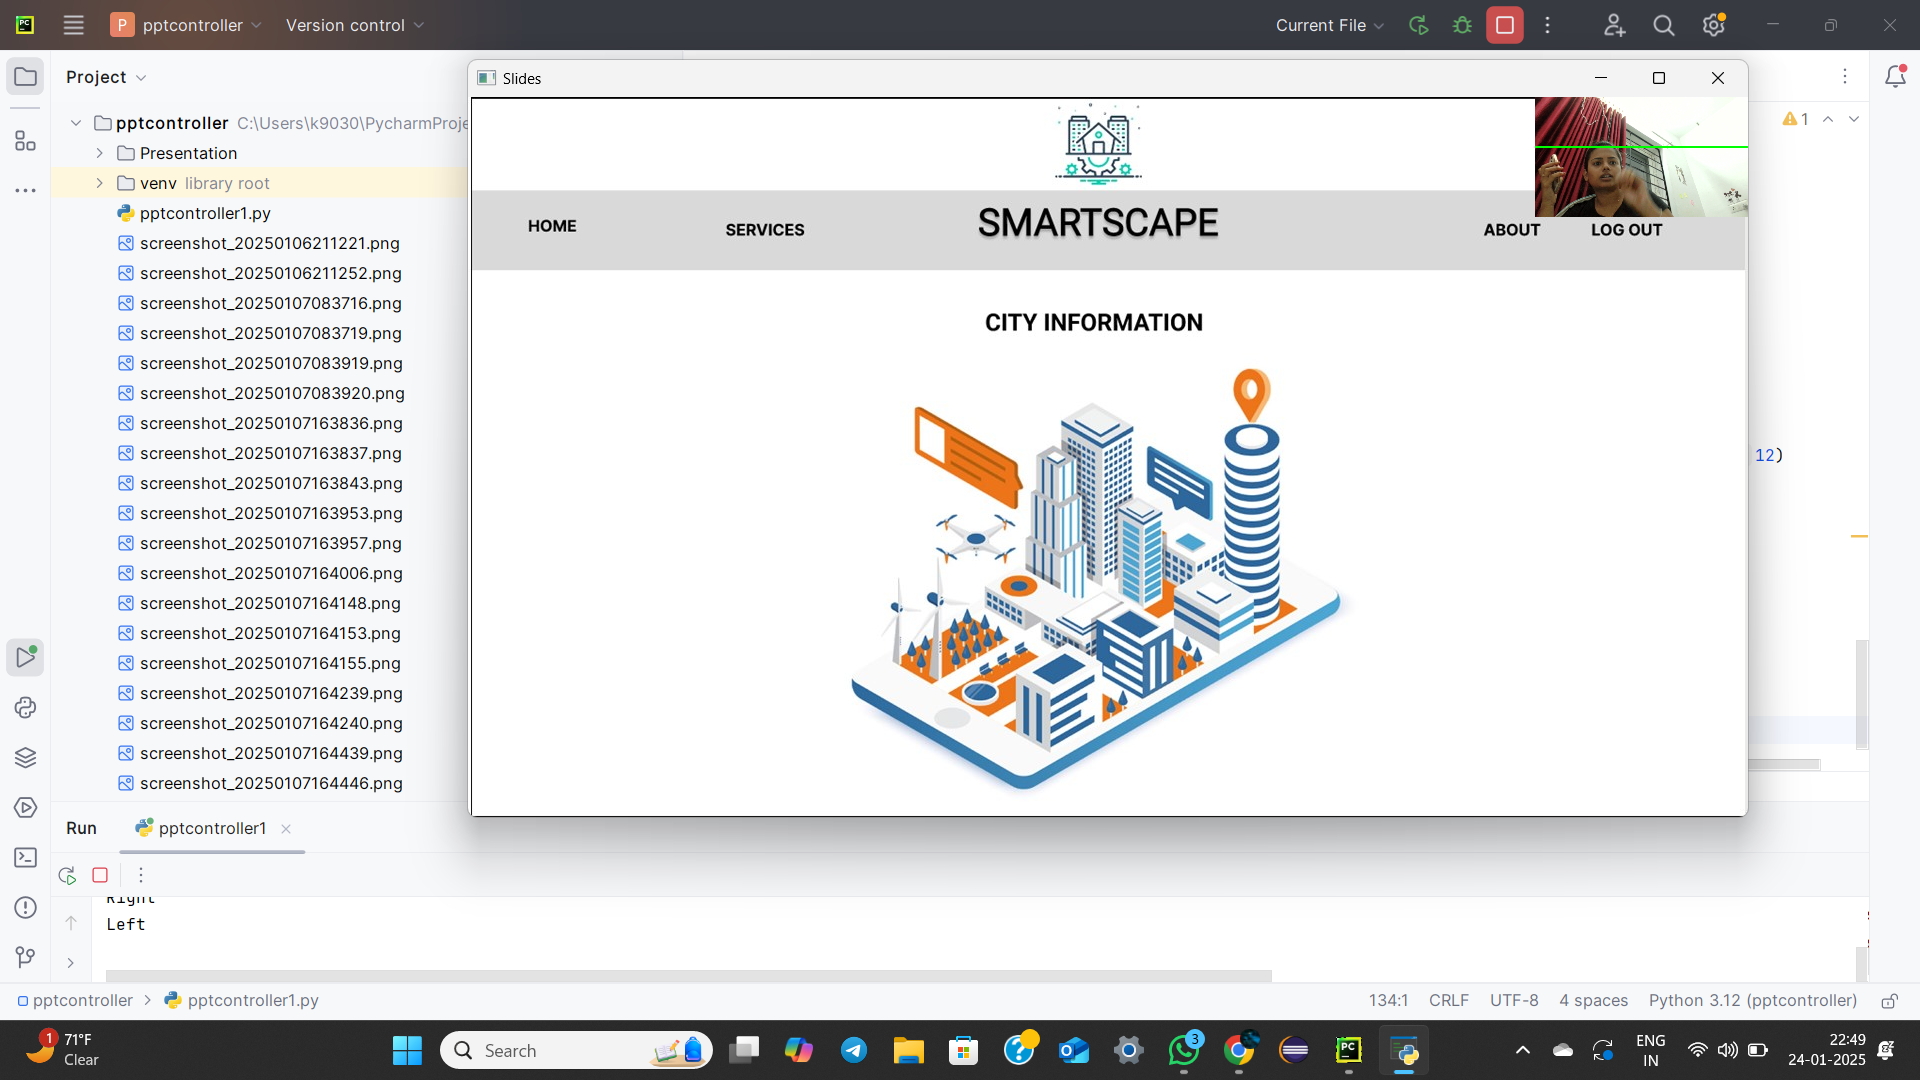 pptcontroller
Version control
Current File
Project
Slides
pptcontroller C:\Users\k9030\PycharmProje
Presentation
venv library root
pptcontroller1.py
screenshot_20250106211221.png
screenshot_20250106211252.png
screenshot_20250107083716.png
screenshot_20250107083719.png
screenshot_20250107083919.png
screenshot_20250107083920.png
screenshot_20250107163836.png
screenshot_20250107163837.png
screenshot_20250107163843.png
screenshot_20250107163953.png
screenshot_20250107163957.png
screenshot_20250107164006.png
screenshot_20250107164148.png
screenshot_20250107164153.png
screenshot_20250107164155.png
screenshot_20250107164239.png
screenshot_20250107164240.png
screenshot_20250107164439.png
screenshot_20250107164446.png
HOME
SERVICES
SMARTSCAPE
ABOUT
LOG OUT
CITY INFORMATION
1
12)
Run
pptcontroller1
Right
Left
pptcontroller > pptcontroller1.py
134:1
CRLF
UTF-8
4 spaces
Python 3.12 (pptcontroller)
1
71°F
Clear
Search
3
ENG
IN
22:49
24-01-2025